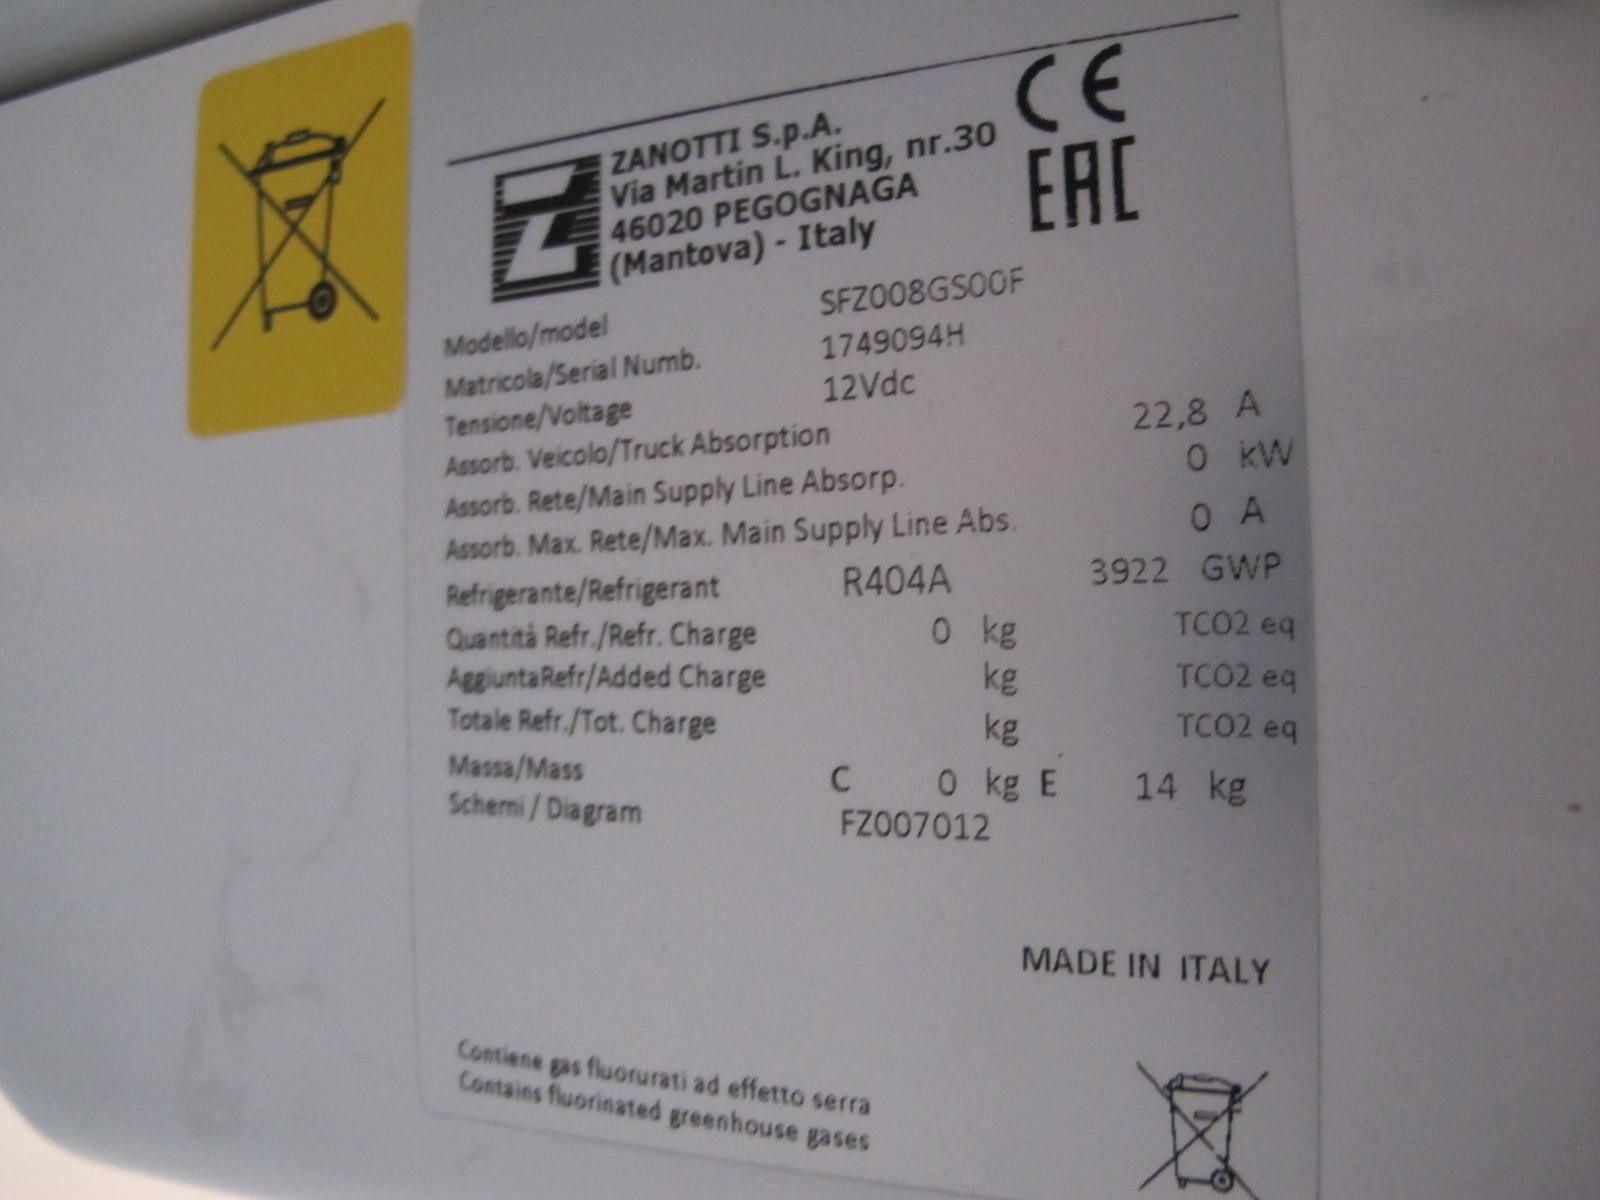 ZANOTTI S.p.A.
Via Martin L. King, nr.30
46020 PEGOGNAGA
(Mantova) - Italy
CE
EAC
Modello/model SFZ008GS00F
Matricola/Serial Numb. 1749094H
Tensione/Voltage 12Vdc
Assorb. Veicolo/Truck Absorption 22,8 A
Assorb. Rete/Main Supply Line Absorp. 0 kW
Assorb. Max. Rete/Max. Main Supply Line Abs. 0 A
Refrigerante/Refrigerant R404A 3922 GWP
Quantità Refr./Refr. Charge 0 kg TCO2 eq
AggiuntaRefr/Added Charge kg TCO2 eq
Totale Refr./Tot. Charge kg TCO2 eq
Massa/Mass C 0 kg E 14 kg
Schemi / Diagram FZ007012
MADE IN ITALY
Contiene gas fluorurati ad effetto serra
Contains fluorinated greenhouse gases